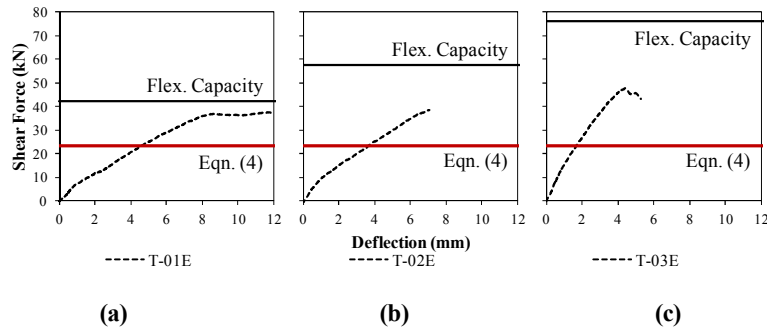 Shear Force (kN)
80
70
60
50
40
30
20
10
0
Flex. Capacity
Eqn. (4)
0 2 4 6 8 10 12
Flex. Capacity
Eqn. (4)
0 2 4 6 8 10 12
Flex. Capacity
Eqn. (4)
0 2 4 6 8 10 12
Deflection (mm)
T-01E
T-02E
T-03E
(a) (b) (c)